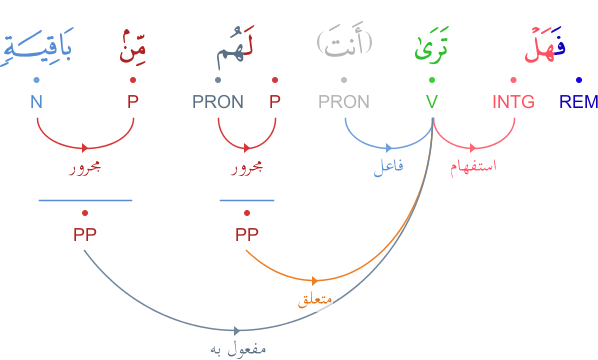 فَهَلْ تَرَىٰ (أَنتَ) لَهُم مِّنۢ بَاقِيَةٍۢ
REM INTG V PRON P PRON P N
استفهام فاعل مجرور مجرور
PP PP
متعلق
مفعول به